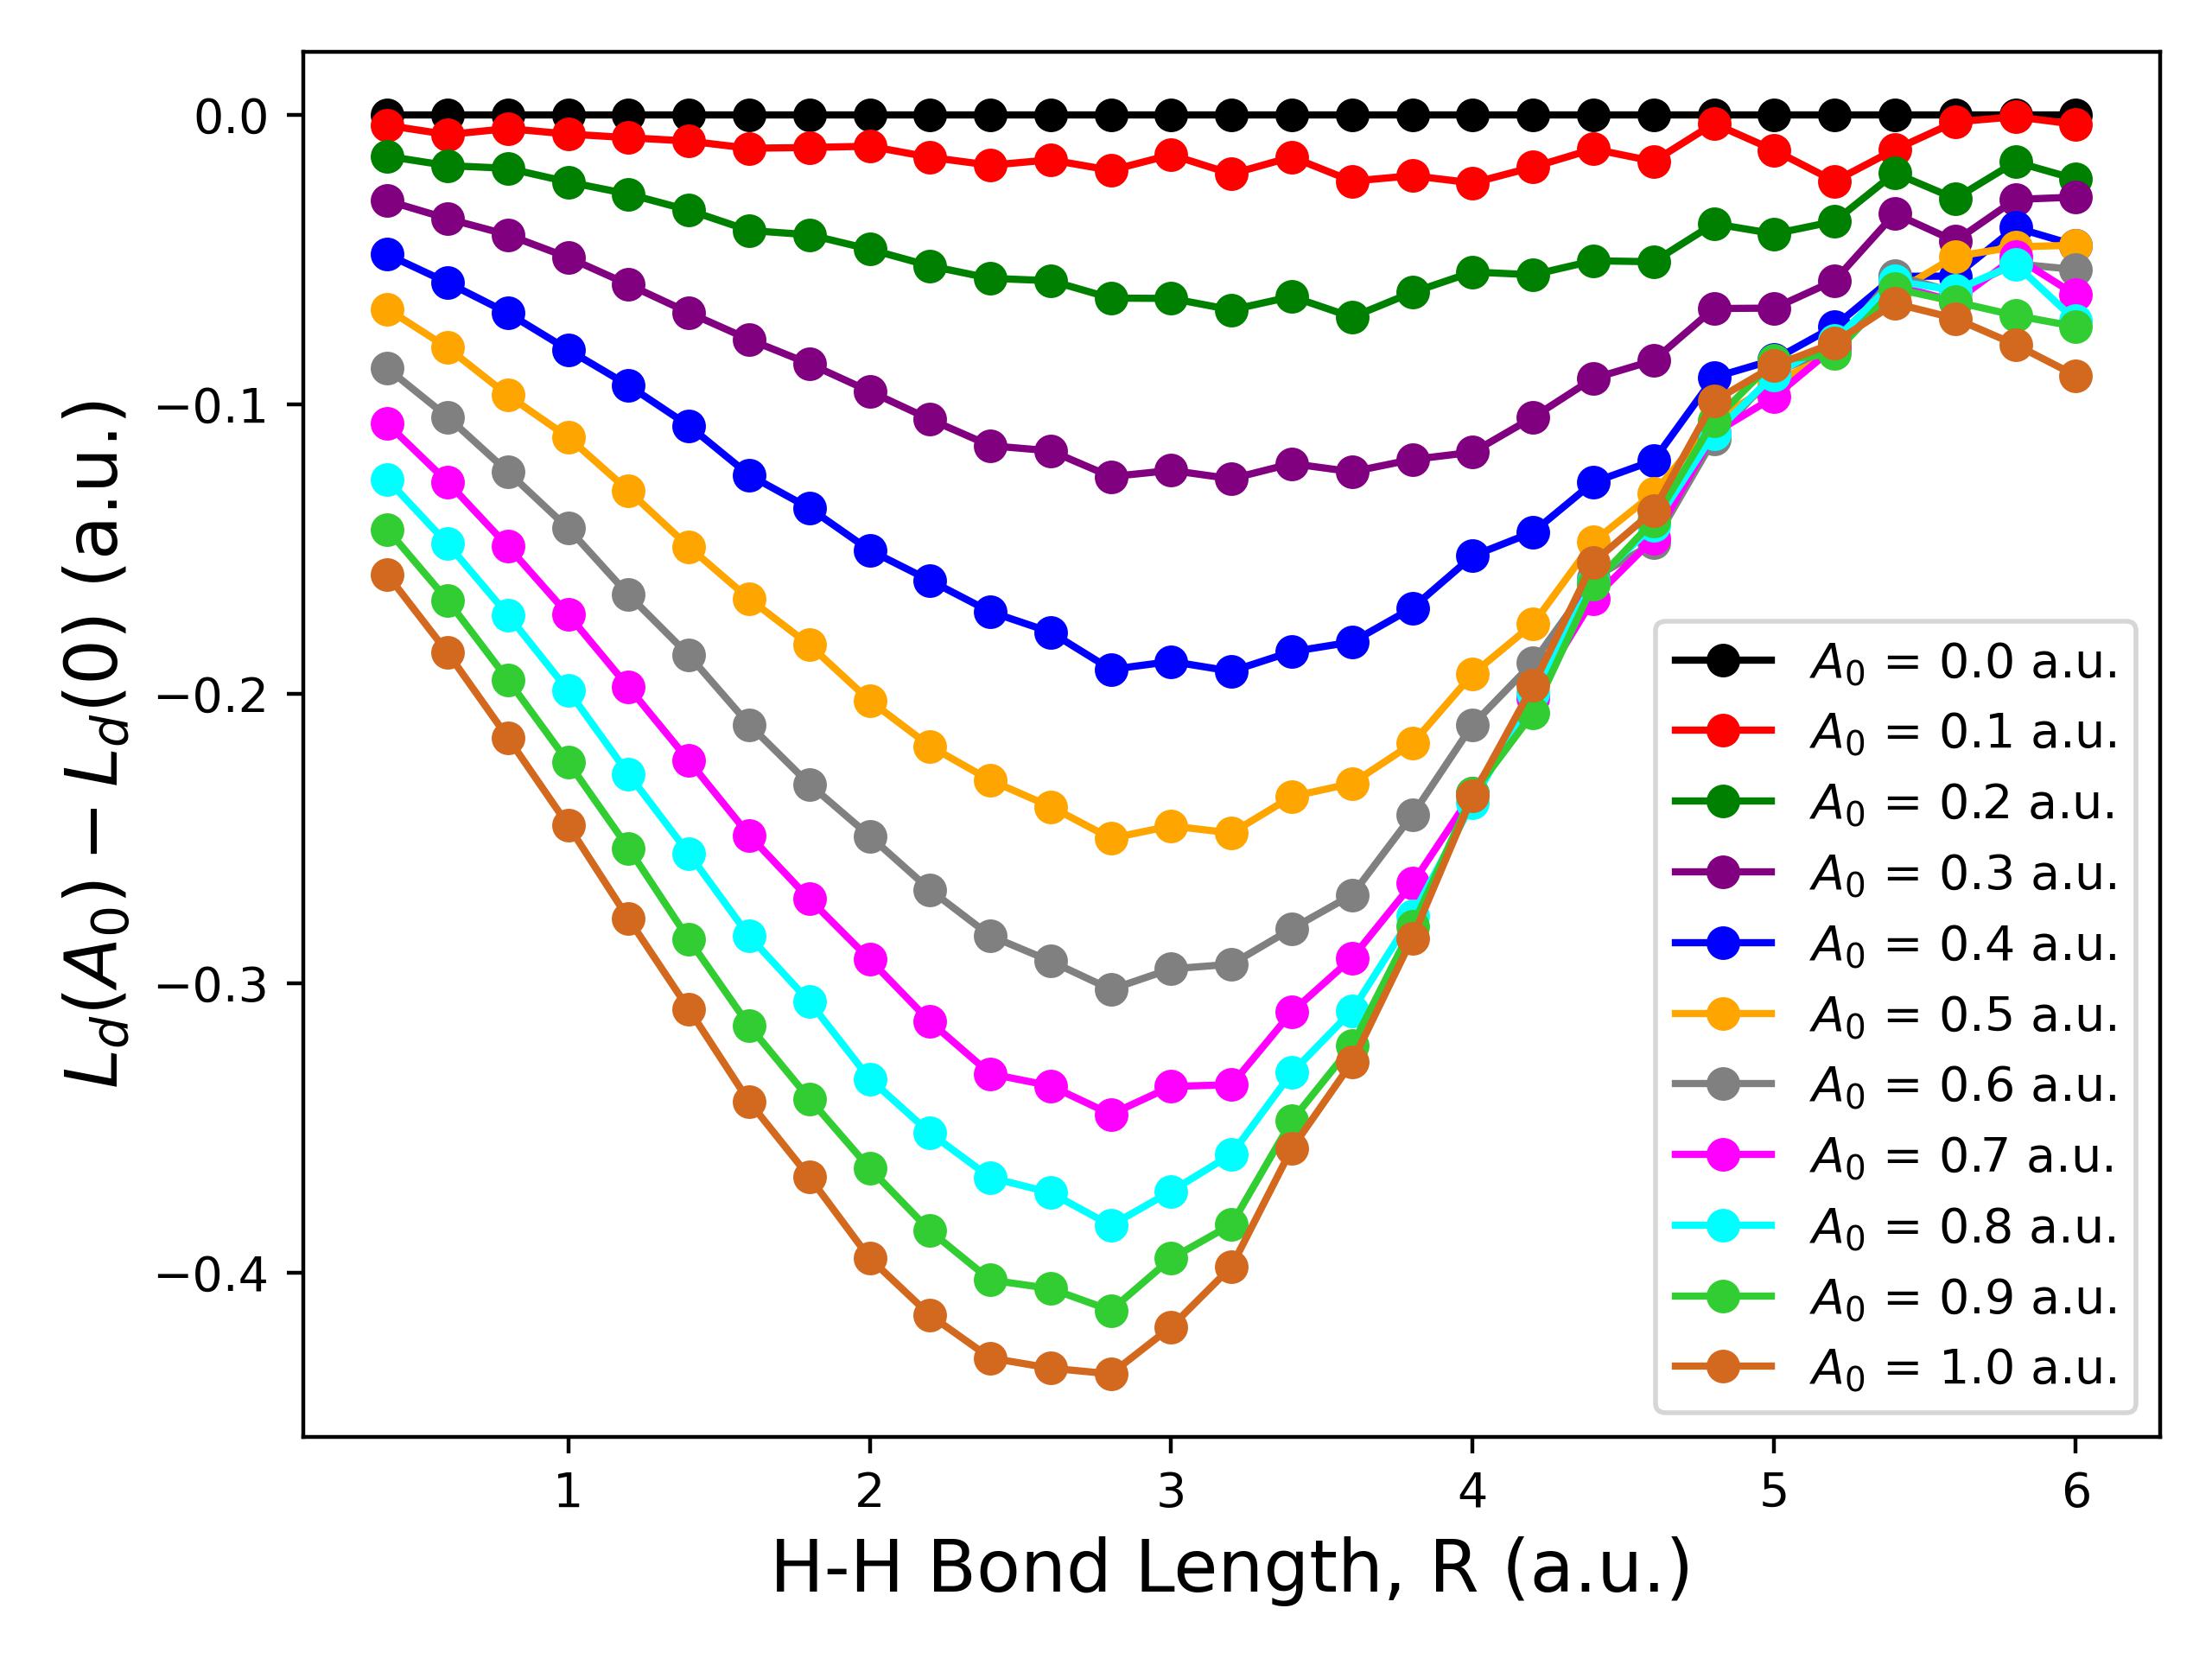 0.0
−0.1
−0.2
−0.3
−0.4
L_d(A_0) − L_d(0) (a.u.)
A_0 = 0.0 a.u.
A_0 = 0.1 a.u.
A_0 = 0.2 a.u.
A_0 = 0.3 a.u.
A_0 = 0.4 a.u.
A_0 = 0.5 a.u.
A_0 = 0.6 a.u.
A_0 = 0.7 a.u.
A_0 = 0.8 a.u.
A_0 = 0.9 a.u.
A_0 = 1.0 a.u.
1 2 3 4 5 6
H-H Bond Length, R (a.u.)